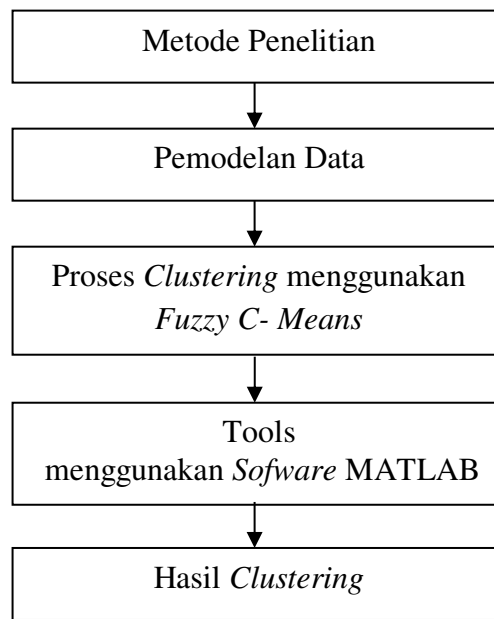 Metode Penelitian
Pemodelan Data
Proses Clustering menggunakan
Fuzzy C- Means
Tools
menggunakan Sofware MATLAB
Hasil Clustering